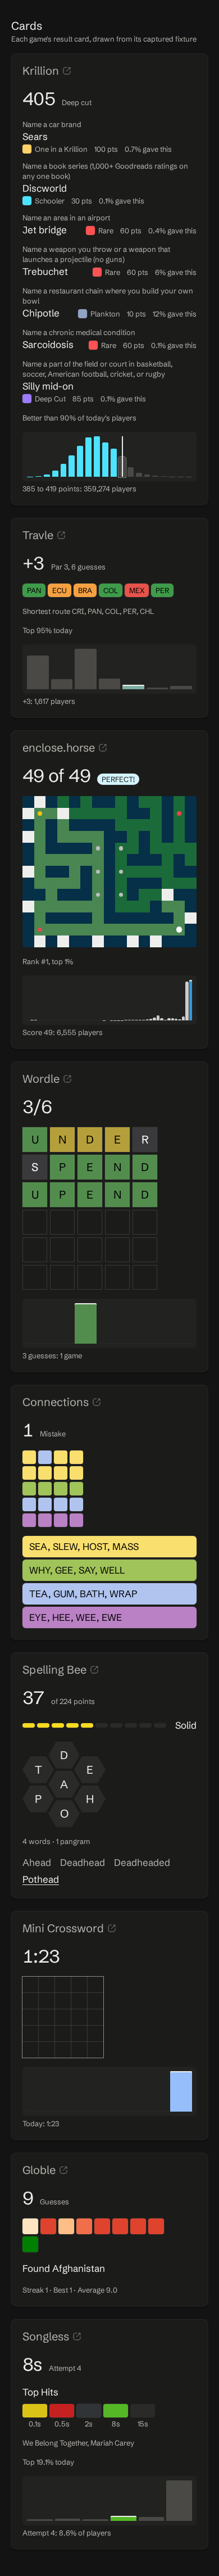 Cards
Each game's result card, drawn from its captured fixture
Krillion
405 Deep cut
Name a car brand
Sears
One in a Krillion 100 pts 0.7% gave this
Name a book series (1,000+ Goodreads ratings on
any one book)
Discworld
Schooler 30 pts 0.1% gave this
Name an area in an airport
Jet bridge Rare 60 pts 0.4% gave this
Name a weapon you throw or a weapon that
launches a projectile (no guns)
Trebuchet Rare 60 pts 6% gave this
Name a restaurant chain where you build your own
bowl
Chipotle Plankton 10 pts 12% gave this
Name a chronic medical condition
Sarcoidosis Rare 60 pts 0.1% gave this
Name a part of the field or court in basketball,
soccer, American football, cricket, or rugby
Silly mid-on
Deep Cut 85 pts 0.1% gave this
Better than 90% of today's players
385 to 419 points: 359,274 players
Travle
+3 Par 3, 6 guesses
PAN ECU BRA COL MEX PER
Shortest route CRI, PAN, COL, PER, CHL
Top 95% today
+3: 1,617 players
enclose.horse
49 of 49 PERFECT!
Rank #1, top 1%
Score 49: 6,555 players
Wordle
3/6
U N D E R
S P E N D
U P E N D
3 guesses: 1 game
Connections
1 Mistake
SEA, SLEW, HOST, MASS
WHY, GEE, SAY, WELL
TEA, GUM, BATH, WRAP
EYE, HEE, WEE, EWE
Spelling Bee
37 of 224 points
Solid
D
T E
A
P H
O
4 words · 1 pangram
Ahead Deadhead Deadheaded
Pothead
Mini Crossword
1:23
Today: 1:23
Globle
9 Guesses
Found Afghanistan
Streak 1 · Best 1 · Average 9.0
Songless
8s Attempt 4
Top Hits
0.1s 0.5s 2s 8s 15s
We Belong Together, Mariah Carey
Top 19.1% today
Attempt 4: 8.6% of players